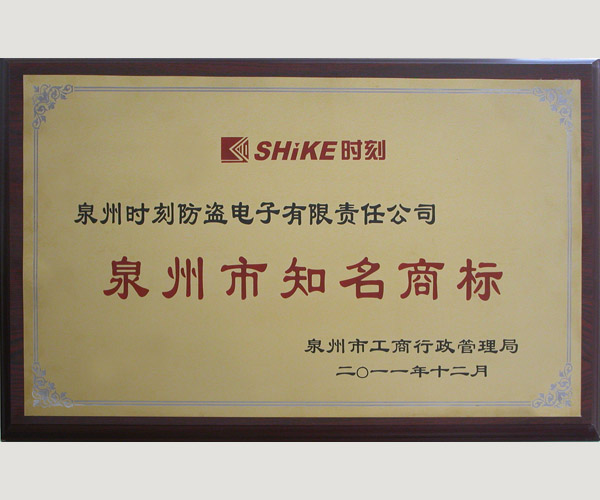 SHiKE时刻
泉州时刻防盗电子有限责任公司
泉州市知名商标
泉州市工商行政管理局
二〇一一年十二月